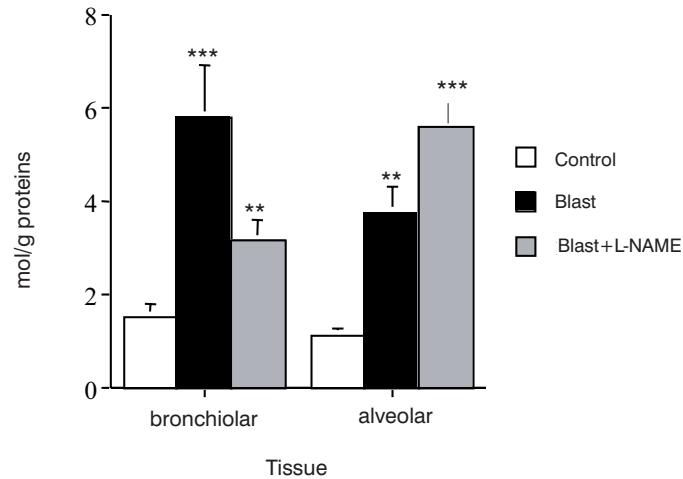 8
6
4
2
0
mol/g proteins
***
**
**
***
bronchiolar
alveolar
Tissue
Control
Blast
Blast+L-NAME